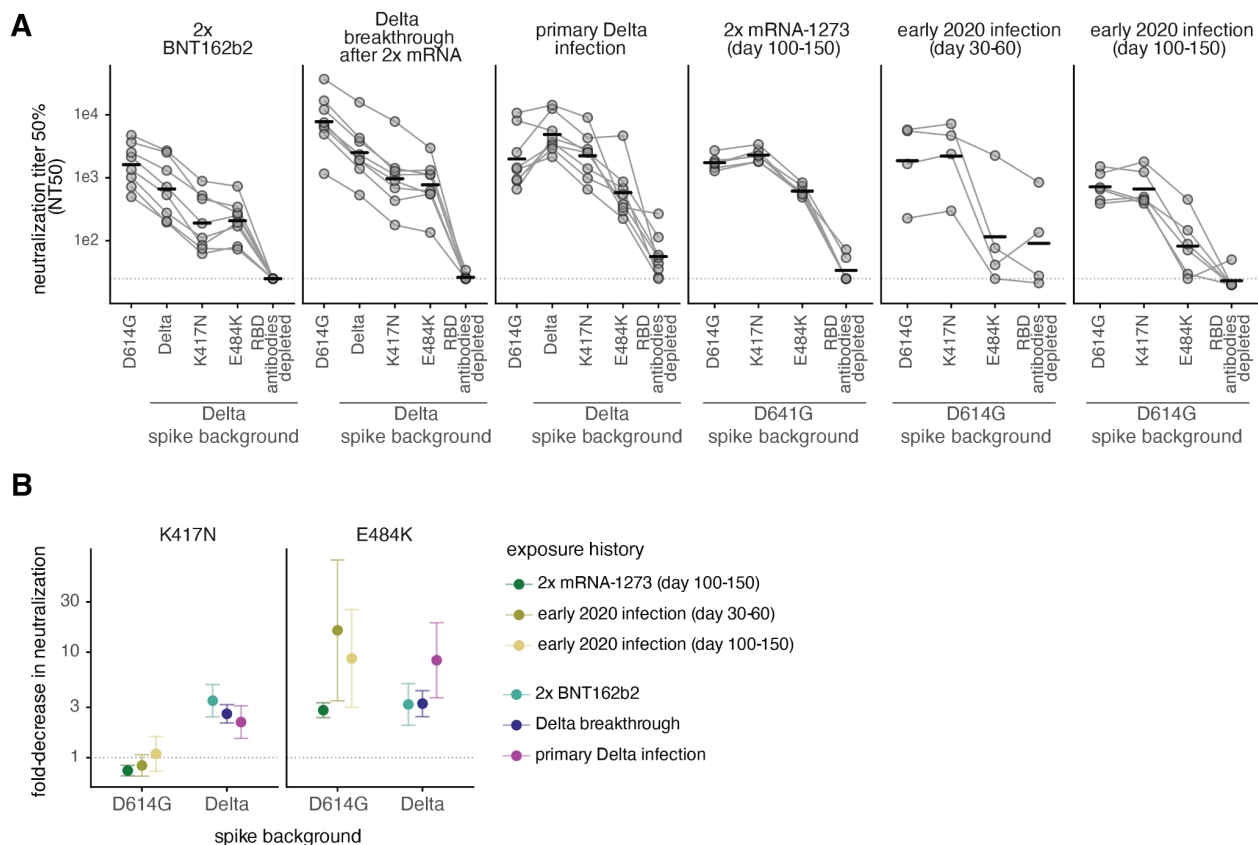 A
2x
BNT162b2
Delta
breakthrough
after 2x mRNA
primary Delta
infection
2x mRNA-1273
(day 100-150)
early 2020 infection
(day 30-60)
early 2020 infection
(day 100-150)
neutralization titer 50%
(NT50)
1e4
1e3
1e2
D614G
Delta
K417N
E484K
RBD
antibodies
depleted
Delta
spike background
D614G
Delta
K417N
E484K
RBD
antibodies
depleted
Delta
spike background
D614G
Delta
K417N
E484K
RBD
antibodies
depleted
Delta
spike background
D614G
K417N
E484K
RBD
antibodies
depleted
D641G
spike background
D614G
K417N
E484K
RBD
antibodies
depleted
D614G
spike background
D614G
K417N
E484K
RBD
antibodies
depleted
D614G
spike background
B
K417N
E484K
fold-decrease in neutralization
30
10
3
1
D614G
Delta
D614G
Delta
spike background
exposure history
2x mRNA-1273 (day 100-150)
early 2020 infection (day 30-60)
early 2020 infection (day 100-150)
2x BNT162b2
Delta breakthrough
primary Delta infection